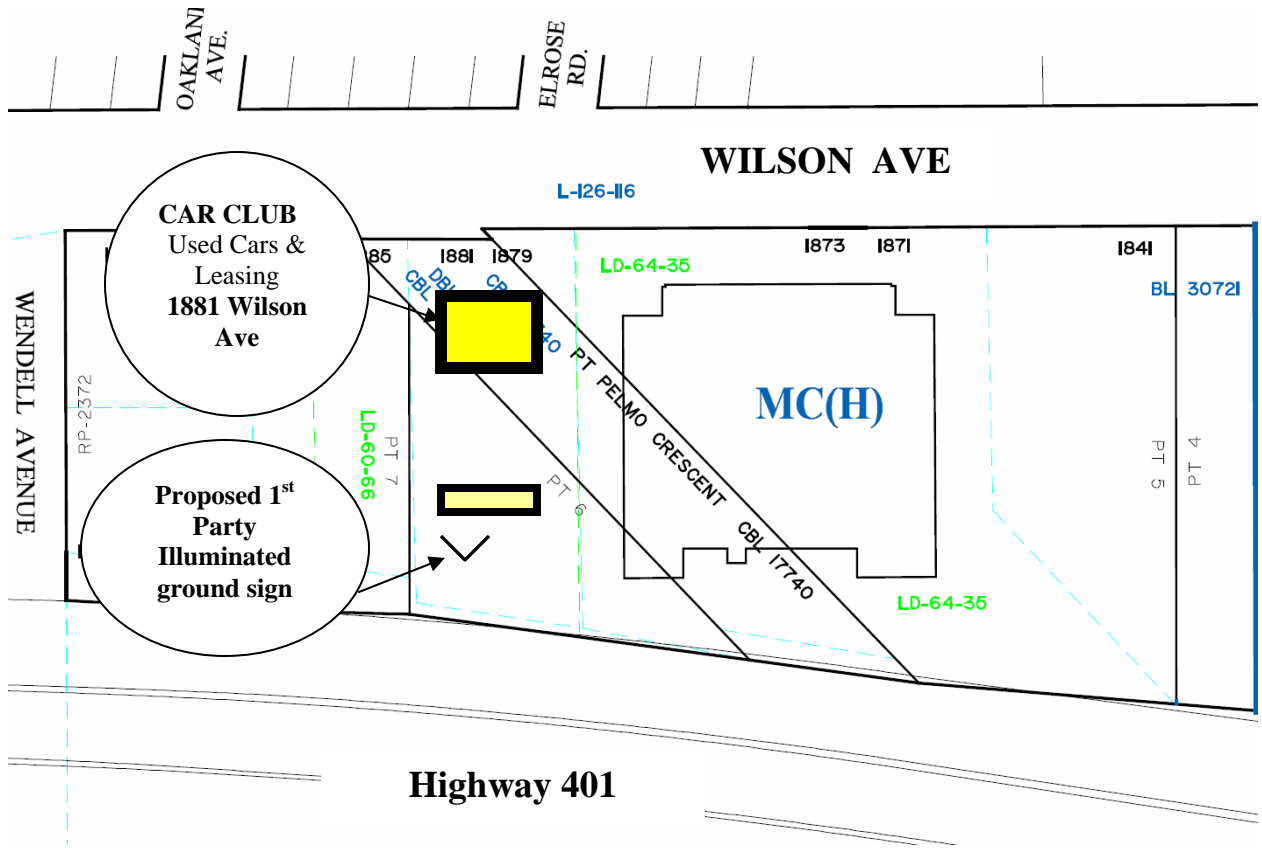 OAKLAN
AVE.
ELROSE
RD.
WILSON AVE
L-126-116
CAR CLUB
Used Cars &
Leasing
1881 Wilson
Ave
85
1881
1879
1873
1871
1841
LD-64-35
BL 30721
CBL
DBL
40
PT PELMO CRESCENT CBL 17740
MC(H)
WENDELL AVENUE
RP-2372
LD-60-66
PT 7
PT 6
PT 5
PT 4
Proposed 1st
Party
Illuminated
ground sign
LD-64-35
Highway 401